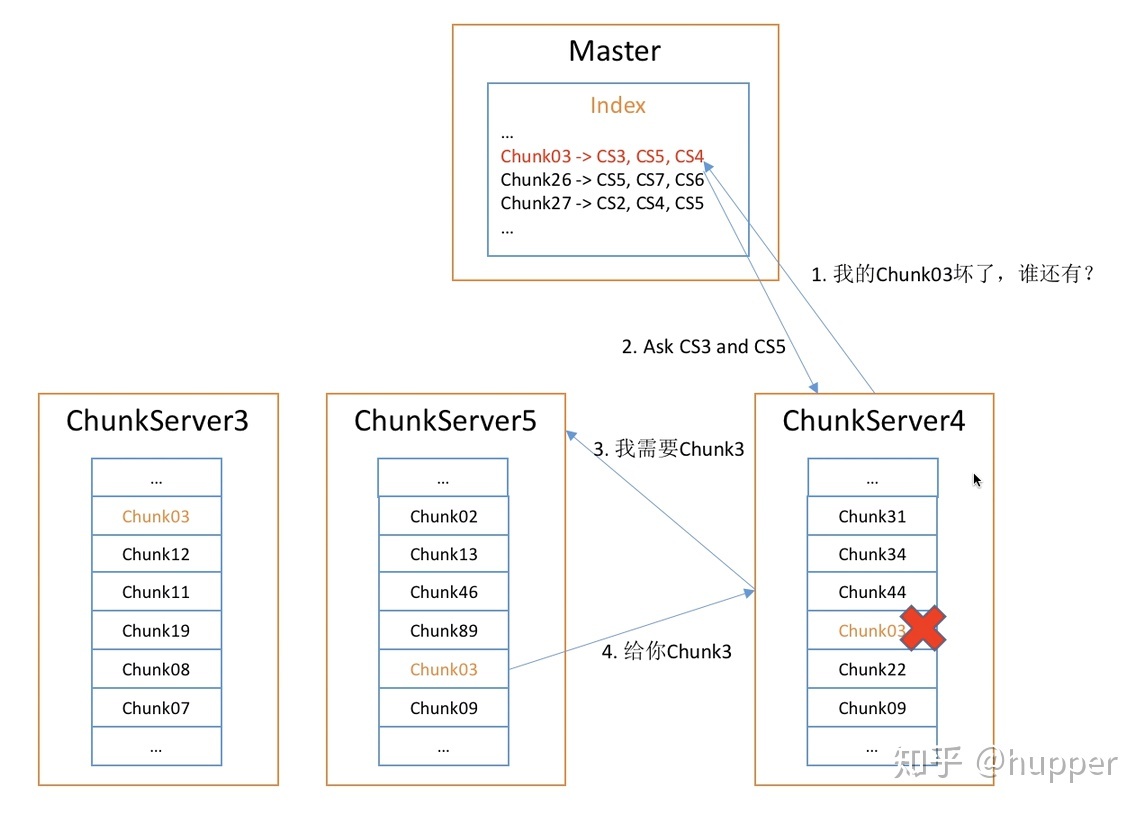 Master
Index
...
Chunk03 -> CS3, CS5, CS4
Chunk26 -> CS5, CS7, CS6
Chunk27 -> CS2, CS4, CS5
...
1. 我的Chunk03坏了，谁还有？
2. Ask CS3 and CS5
ChunkServer3
...
Chunk03
Chunk12
Chunk11
Chunk19
Chunk08
Chunk07
...
ChunkServer5
...
Chunk02
Chunk13
Chunk46
Chunk89
Chunk03
Chunk09
...
3. 我需要Chunk3
4. 给你Chunk3
ChunkServer4
...
Chunk31
Chunk34
Chunk44
Chunk03
Chunk22
Chunk09
...
知乎 @hupper